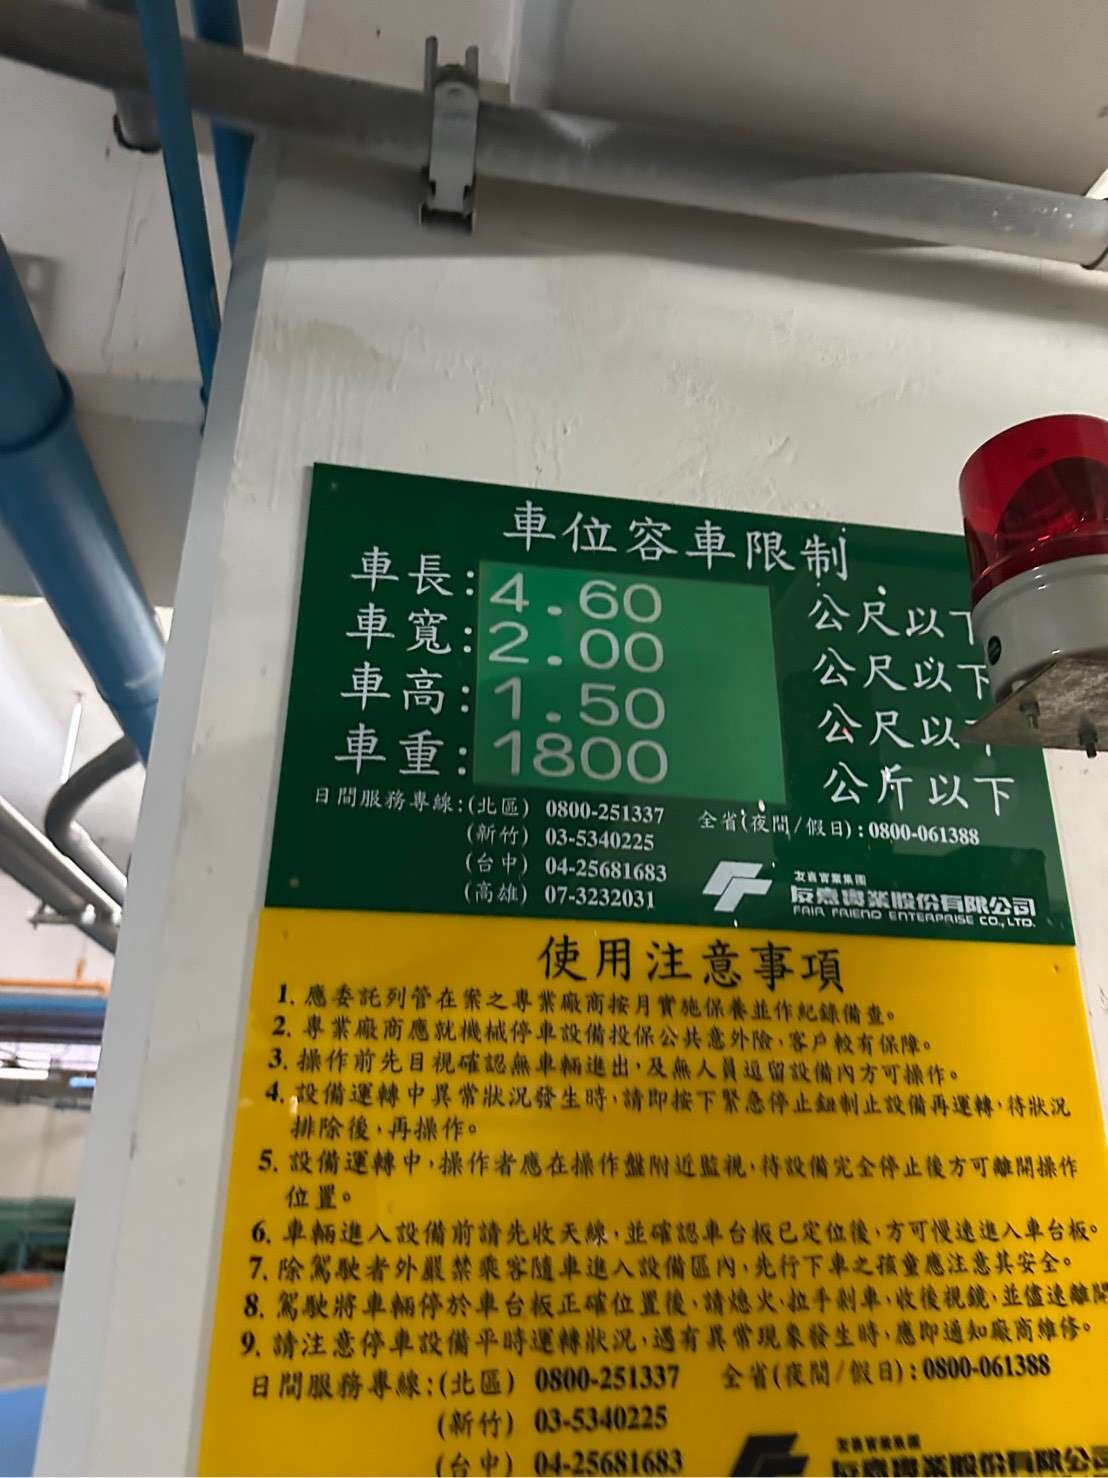 車位容車限制
車長:4.60 公尺以下
車寬:2.00 公尺以下
車高:1.50 公尺以
車重:1800 公斤以下
日間服務專線:(北區) 0800-251337 全省(夜間/假日):0800-061388
(新竹) 03-5340225
(台中) 04-25681683
(高雄) 07-3232031
友嘉實業集團
友嘉實業股份有限公司
FAIR FRIEND ENTERPRISE CO., LTD.
使用注意事項
1. 應委託列管在案之專業廠商按月實施保養並作紀錄備查。
2. 專業廠商應就機械停車設備投保公共意外險,客戶較有保障。
3. 操作前先目視確認無車輛進出,及無人員逗留設備內方可操作。
4. 設備運轉中異常狀況發生時,請即按下緊急停止鈕制止設備再運轉,待狀況
排除後,再操作。
5. 設備運轉中,操作者應在操作盤附近監視,待設備完全停止後方可離開操作
位置。
6. 車輛進入設備前請先收天線,並確認車台板已定位後,方可慢速進入車台板。
7. 除駕駛者外嚴禁乘客隨車進入設備區內,先行下車之孩童應注意其安全。
8. 駕駛將車輛停於車台板正確位置後,請熄火,拉手剎車,收後視鏡,並儘速離開
9. 請注意停車設備平時運轉狀況,遇有異常現象發生時,應即通知廠商維修。
日間服務專線:(北區) 0800-251337 全省(夜間/假日):0800-061388
(新竹) 03-5340225
(台中) 04-25681683
友嘉實業集團
友嘉實業股份有限公司